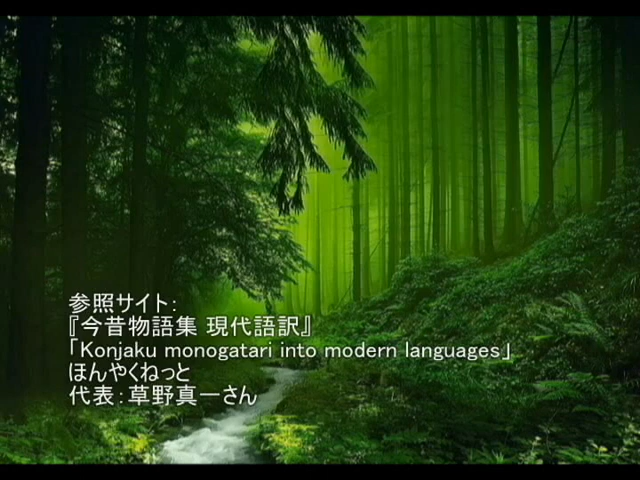 参照サイト：
『今昔物語集 現代語訳』
「Konjaku monogatari into modern languages」
ほんやくねっと
代表：草野真一さん